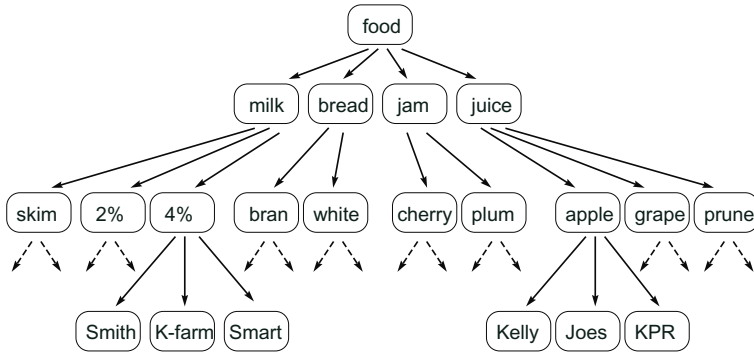 food
milk bread jam juice
skim 2% 4% bran white cherry plum apple grape prune
Smith K-farm Smart Kelly Joes KPR